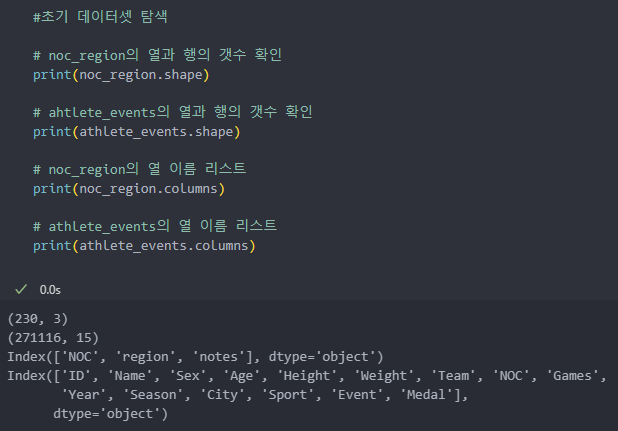 #초기 데이터셋 탐색
# noc_region의 열과 행의 갯수 확인
print(noc_region.shape)
# ahtlete_events의 열과 행의 갯수 확인
print(athlete_events.shape)
# noc_region의 열 이름 리스트
print(noc_region.columns)
# athlete_events의 열 이름 리스트
print(athlete_events.columns)
✓ 0.0s
(230, 3)
(271116, 15)
Index(['NOC', 'region', 'notes'], dtype='object')
Index(['ID', 'Name', 'Sex', 'Age', 'Height', 'Weight', 'Team', 'NOC', 'Games',
'Year', 'Season', 'City', 'Sport', 'Event', 'Medal'],
dtype='object')